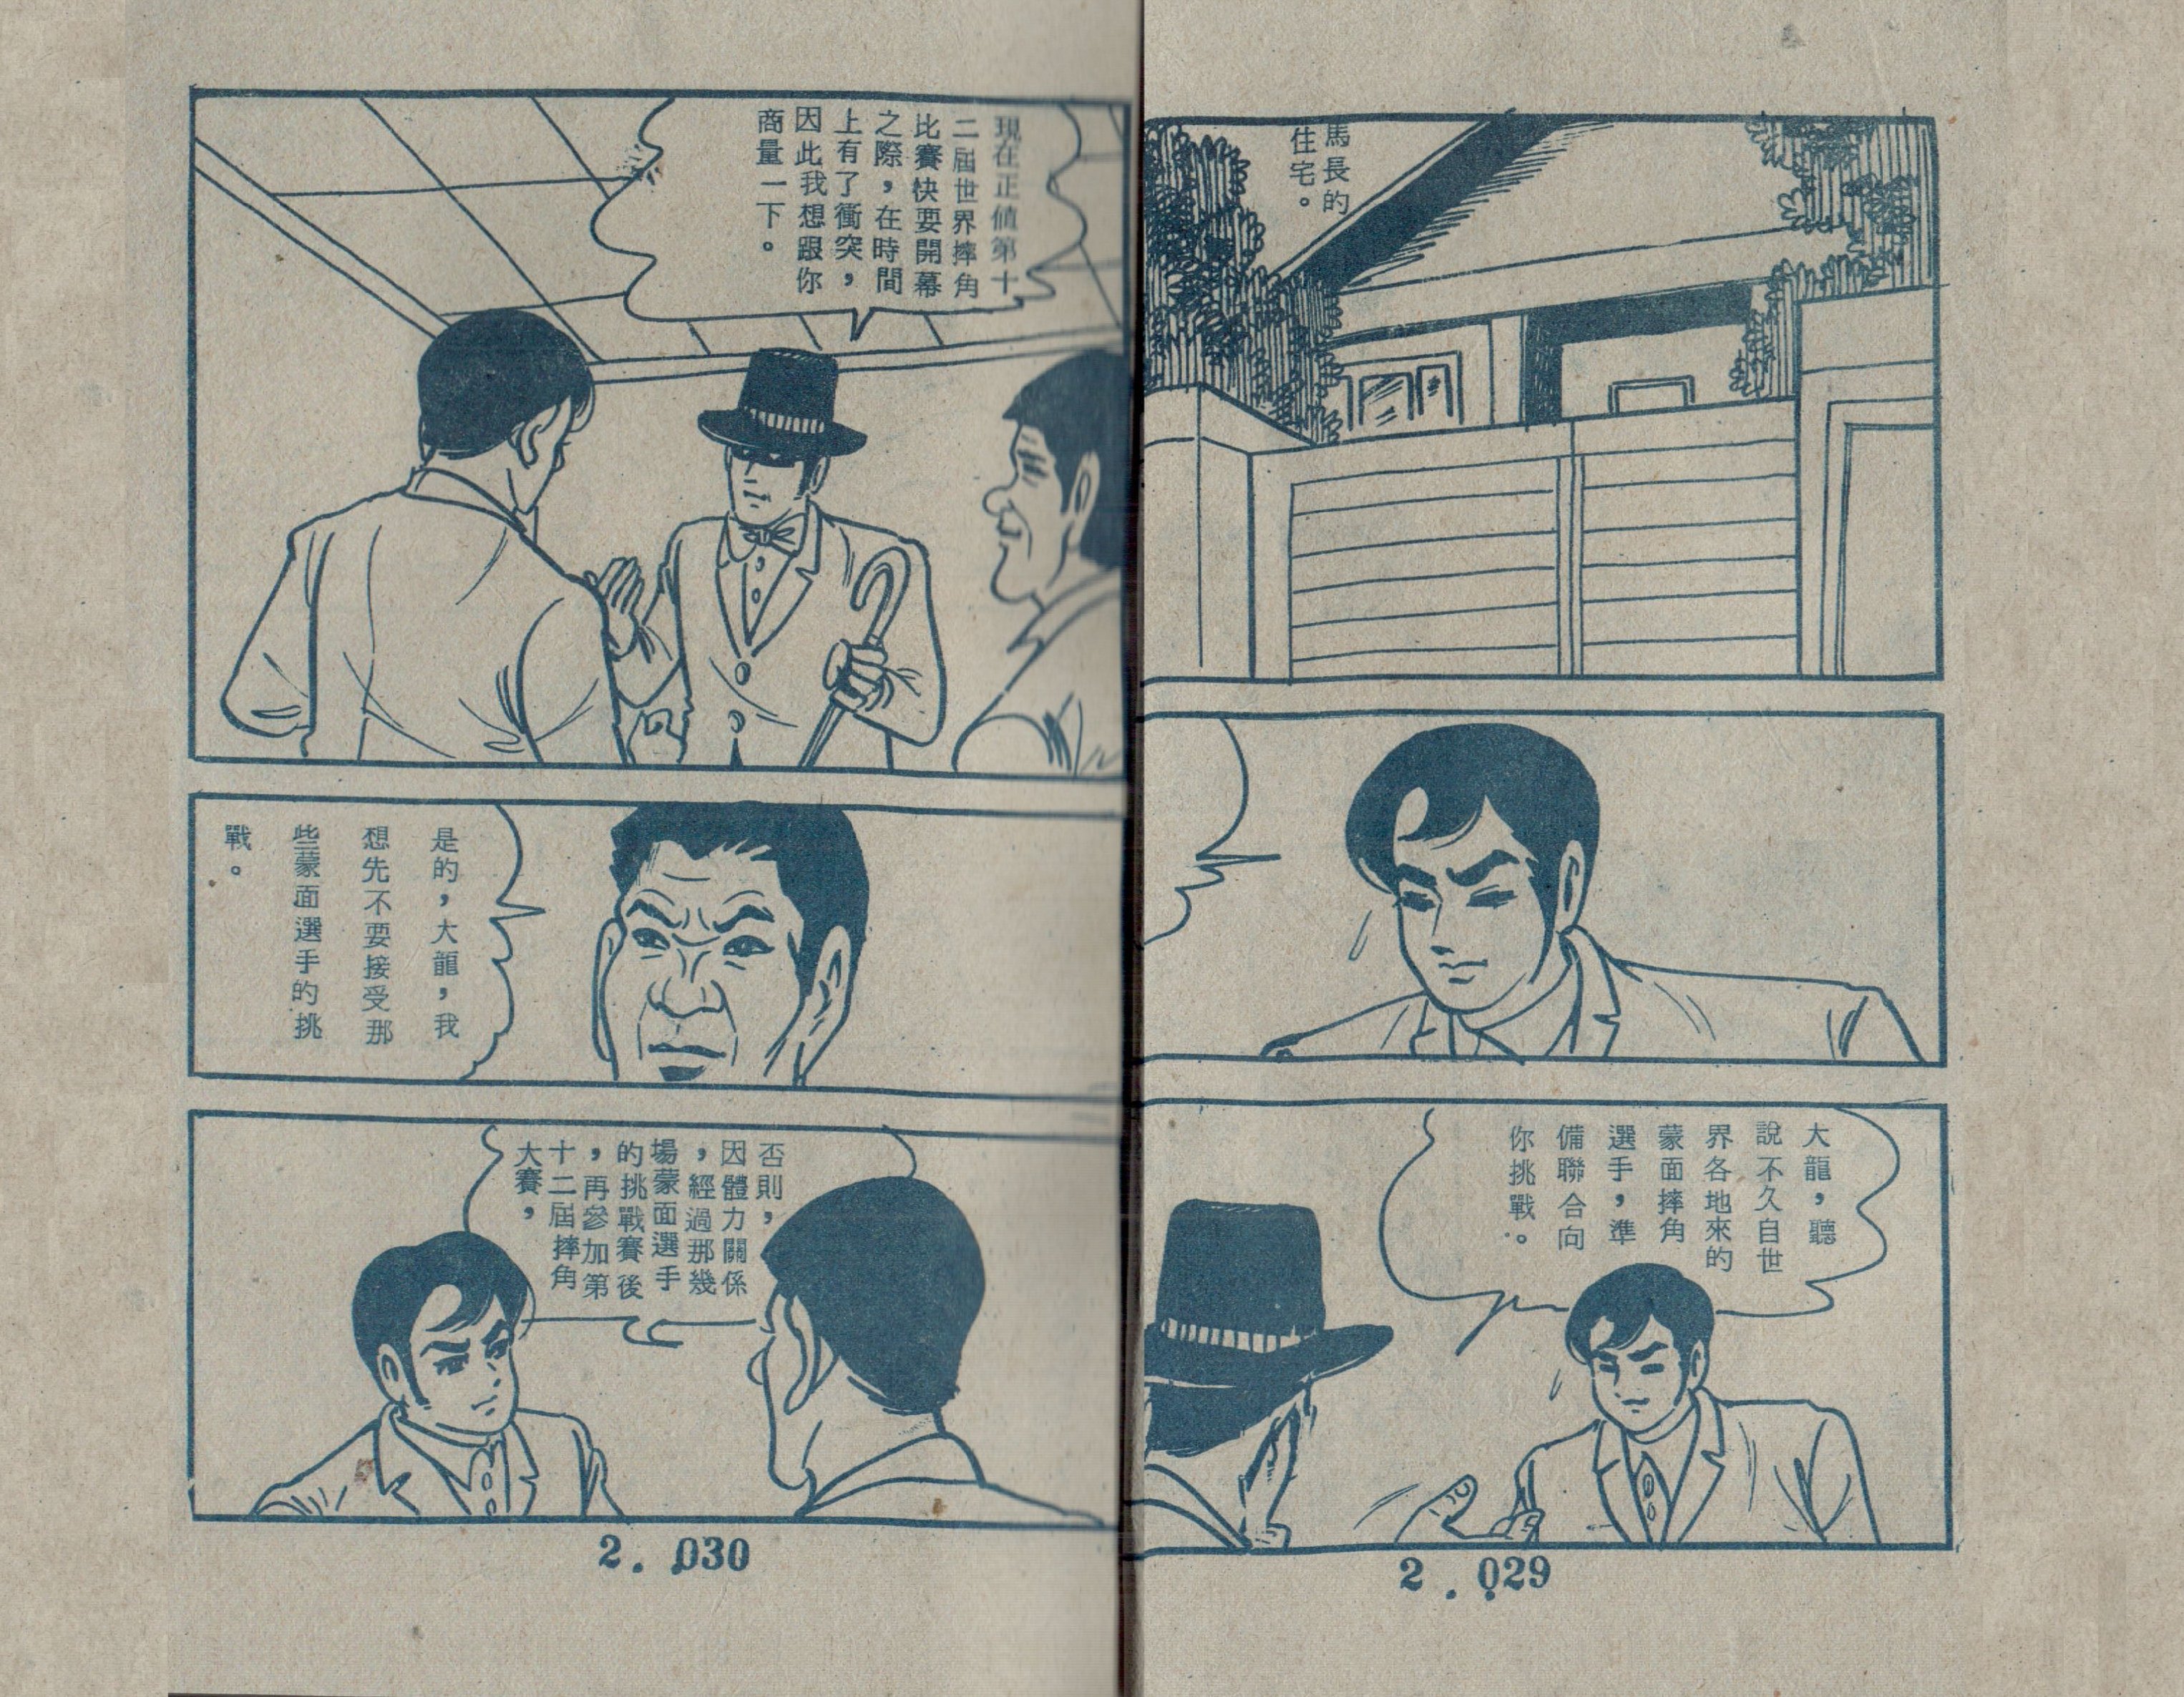 馬長的
住宅。
大龍，聽
說不久自世
界各地來的
蒙面摔角
選手，準
備聯合向
你挑戰。
2.029
現在正值第十
二屆世界摔角
比賽快要開幕
之際，在時間
上有了衝突，
因此我想跟你
商量一下。
是的，大龍，我
想先不要接受那
些蒙面選手的挑
戰。
否則，
因體力關係
，經過那幾
場蒙面選手
的挑戰賽後
，再參加第
十二屆摔角
大賽，
2.030